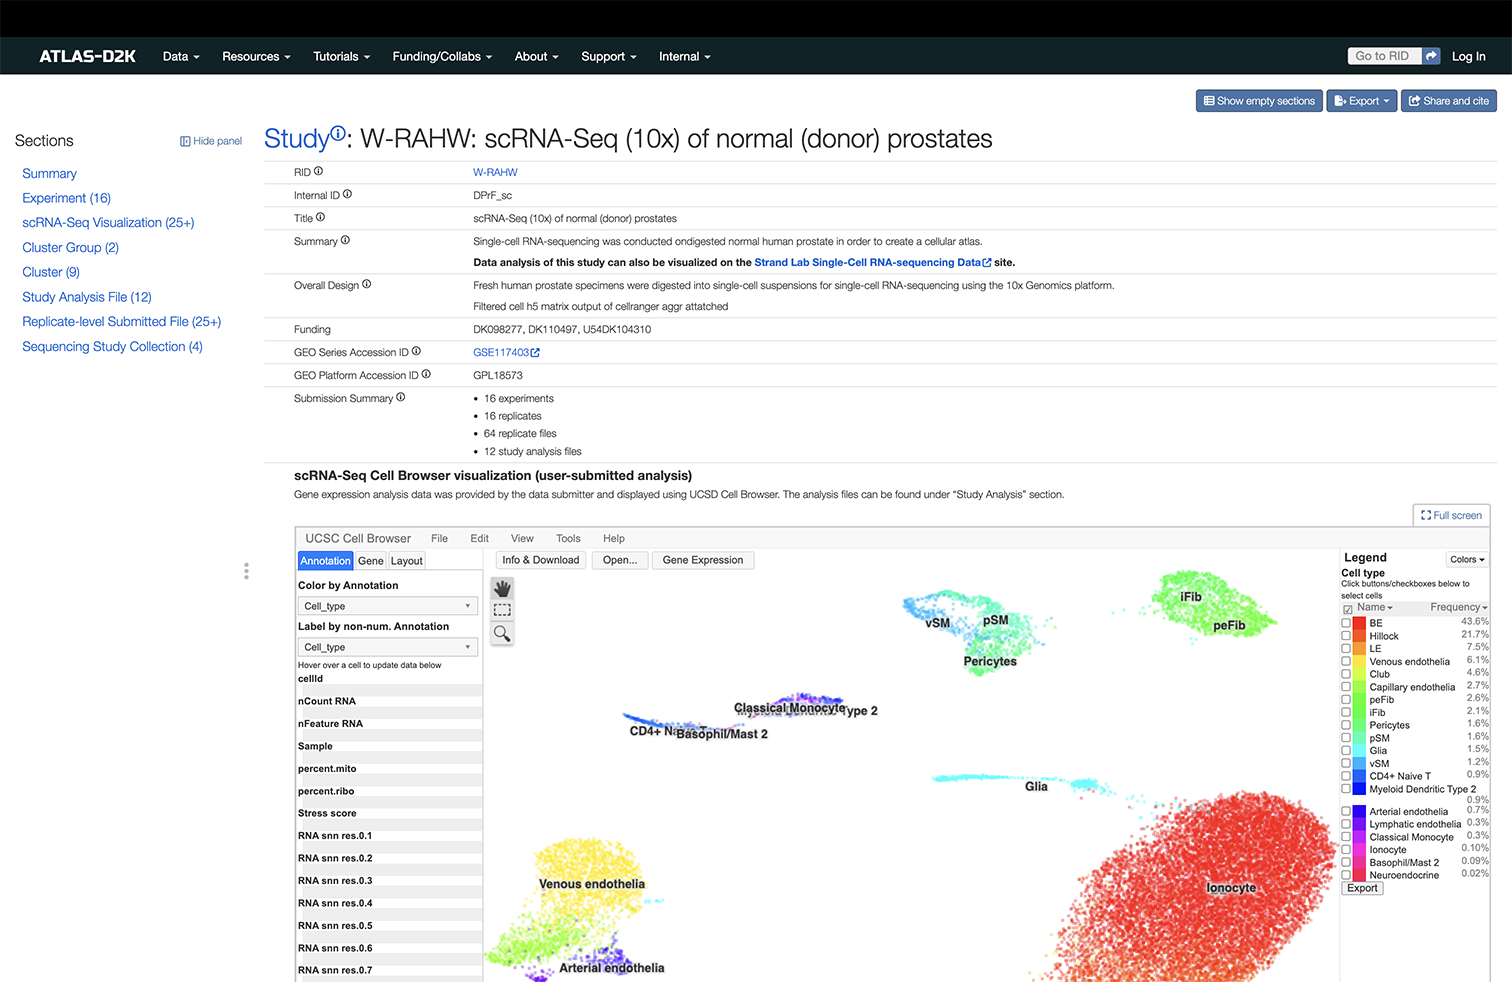 ATLAS-D2K Data Resources Tutorials Funding/Collabs About Support Internal Go to RID Log In
Show empty sections Export Share and cite
Sections Hide panel
Summary
Experiment (16)
scRNA-Seq Visualization (25+)
Cluster Group (2)
Cluster (9)
Study Analysis File (12)
Replicate-level Submitted File (25+)
Sequencing Study Collection (4)
Study: W-RAHW: scRNA-Seq (10x) of normal (donor) prostates
RID W-RAHW
Internal ID DPrF_sc
Title scRNA-Seq (10x) of normal (donor) prostates
Summary Single-cell RNA-sequencing was conducted ondigested normal human prostate in order to create a cellular atlas.
Data analysis of this study can also be visualized on the Strand Lab Single-Cell RNA-sequencing Data site.
Overall Design Fresh human prostate specimens were digested into single-cell suspensions for single-cell RNA-sequencing using the 10x Genomics platform.
Filtered cell h5 matrix output of cellranger aggr attatched
Funding DK098277, DK110497, U54DK104310
GEO Series Accession ID GSE117403
GEO Platform Accession ID GPL18573
Submission Summary • 16 experiments
• 16 replicates
• 64 replicate files
• 12 study analysis files
scRNA-Seq Cell Browser visualization (user-submitted analysis)
Gene expression analysis data was provided by the data submitter and displayed using UCSD Cell Browser. The analysis files can be found under “Study Analysis” section.
Full screen
UCSC Cell Browser File Edit View Tools Help
Annotation Gene Layout
Info & Download Open... Gene Expression
Color by Annotation
Cell_type
Label by non-num. Annotation
Cell_type
Hover over a cell to update data below
cellId
nCount RNA
nFeature RNA
Sample
percent.mito
percent.ribo
Stress score
RNA snn res.0.1
RNA snn res.0.2
RNA snn res.0.3
RNA snn res.0.4
RNA snn res.0.5
RNA snn res.0.6
RNA snn res.0.7
iFib
peFib
vSM
pSM
Pericytes
Classical Monocyte
Type 2
CD4+ Na
Basophil/Mast 2
Glia
Venous endothelia
Ionocyte
Arterial endothelia
Legend Colors
Cell type
Click buttons/checkboxes below to
select cells
Name Frequency
BE 43.6%
Hillock 21.7%
LE 7.5%
Venous endothelia 6.1%
Club 4.6%
Capillary endothelia 2.7%
peFib 2.6%
iFib 2.1%
Pericytes 1.6%
pSM 1.6%
Glia 1.5%
vSM 1.2%
CD4+ Naive T 0.9%
Myeloid Dendritic Type 2
0.9%
Arterial endothelia 0.7%
Lymphatic endothelia 0.3%
Classical Monocyte 0.3%
Ionocyte 0.10%
Basophil/Mast 2 0.09%
Neuroendocrine 0.02%
Export